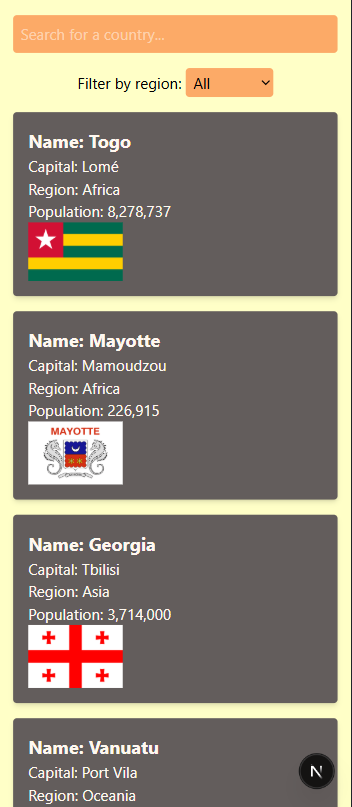 Search for a country...
Filter by region: All
Name: Togo
Capital: Lomé
Region: Africa
Population: 8,278,737
Name: Mayotte
Capital: Mamoudzou
Region: Africa
Population: 226,915
MAYOTTE
Name: Georgia
Capital: Tbilisi
Region: Asia
Population: 3,714,000
Name: Vanuatu
Capital: Port Vila
Region: Oceania
N